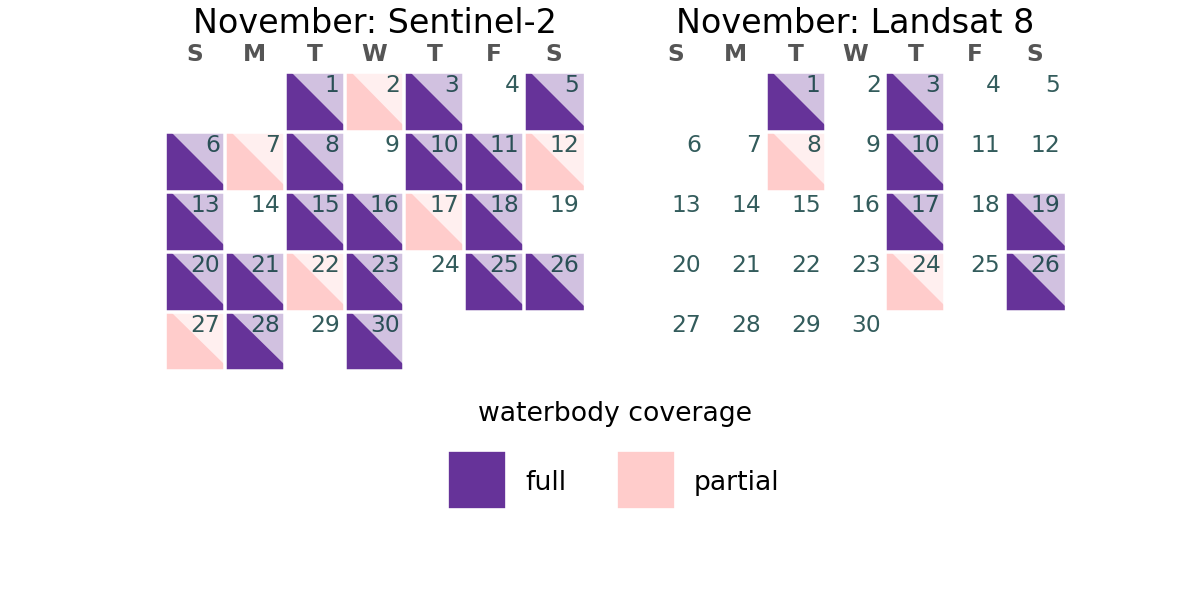 November: Sentinel-2
S M T W T F S
1 2 3 4 5
6 7 8 9 10 11 12
13 14 15 16 17 18 19
20 21 22 23 24 25 26
27 28 29 30
November: Landsat 8
S M T W T F S
1 2 3 4 5
6 7 8 9 10 11 12
13 14 15 16 17 18 19
20 21 22 23 24 25 26
27 28 29 30
waterbody coverage
full
partial